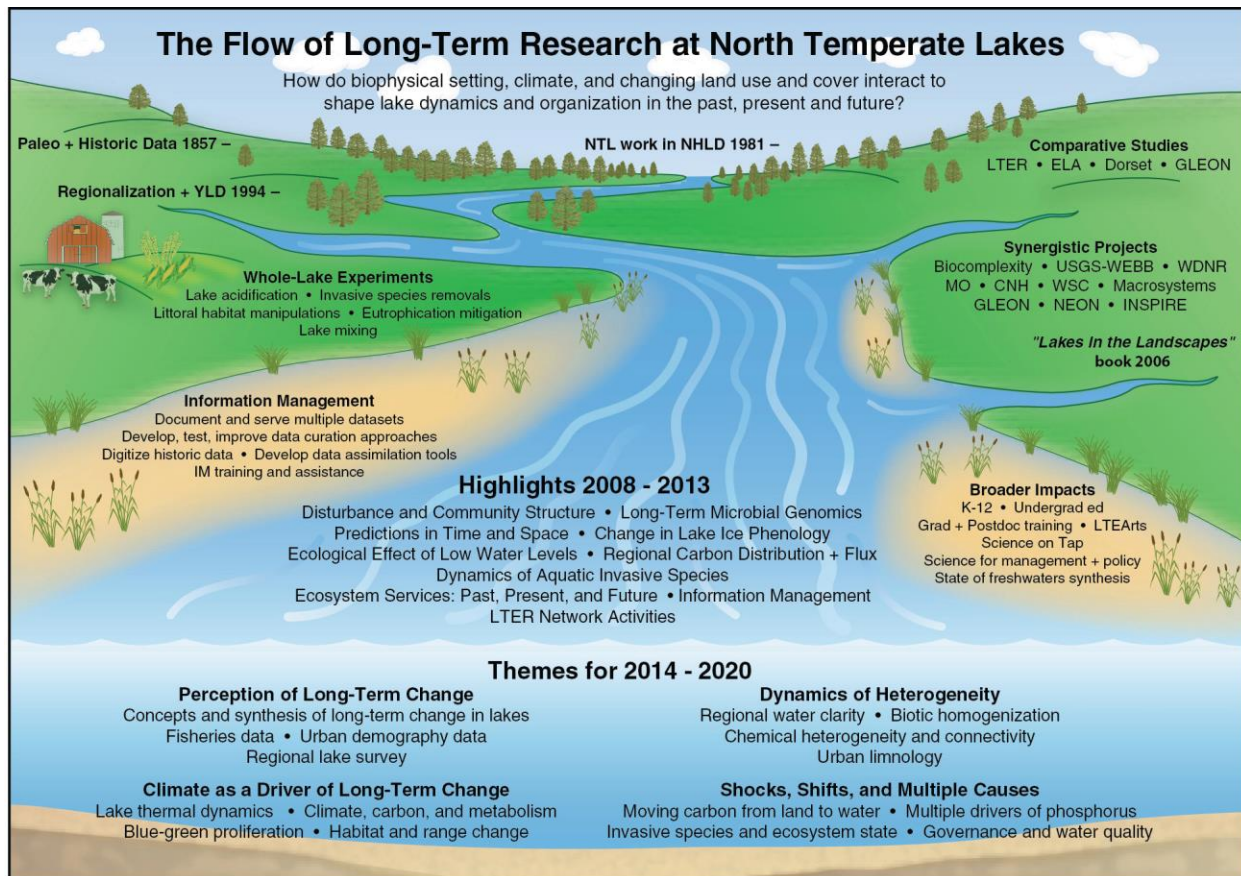 The Flow of Long-Term Research at North Temperate Lakes
How do biophysical setting, climate, and changing land use and cover interact to
shape lake dynamics and organization in the past, present and future?
Paleo + Historic Data 1857 –
NTL work in NHLD 1981 –
Comparative Studies
LTER • ELA • Dorset • GLEON
Regionalization + YLD 1994 –
Synergistic Projects
Biocomplexity • USGS-WEBB • WDNR
MO • CNH • WSC • Macrosystems
GLEON • NEON • INSPIRE
Whole-Lake Experiments
Lake acidification • Invasive species removals
Littoral habitat manipulations • Eutrophication mitigation
Lake mixing
"Lakes in the Landscapes"
book 2006
Information Management
Document and serve multiple datasets
Develop, test, improve data curation approaches
Digitize historic data • Develop data assimilation tools
IM training and assistance
Highlights 2008 - 2013
Disturbance and Community Structure • Long-Term Microbial Genomics
Predictions in Time and Space • Change in Lake Ice Phenology
Ecological Effect of Low Water Levels • Regional Carbon Distribution + Flux
Dynamics of Aquatic Invasive Species
Ecosystem Services: Past, Present, and Future • Information Management
LTER Network Activities
Broader Impacts
K-12 • Undergrad ed
Grad + Postdoc training • LTEArts
Science on Tap
Science for management + policy
State of freshwaters synthesis
Themes for 2014 - 2020
Perception of Long-Term Change
Concepts and synthesis of long-term change in lakes
Fisheries data • Urban demography data
Regional lake survey
Dynamics of Heterogeneity
Regional water clarity • Biotic homogenization
Chemical heterogeneity and connectivity
Urban limnology
Climate as a Driver of Long-Term Change
Lake thermal dynamics • Climate, carbon, and metabolism
Blue-green proliferation • Habitat and range change
Shocks, Shifts, and Multiple Causes
Moving carbon from land to water • Multiple drivers of phosphorus
Invasive species and ecosystem state • Governance and water quality